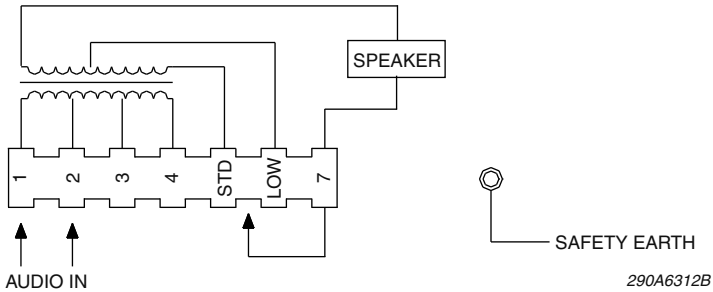 SPEAKER
1 2 3 4 STD LOW 7
SAFETY EARTH
AUDIO IN
290A6312B